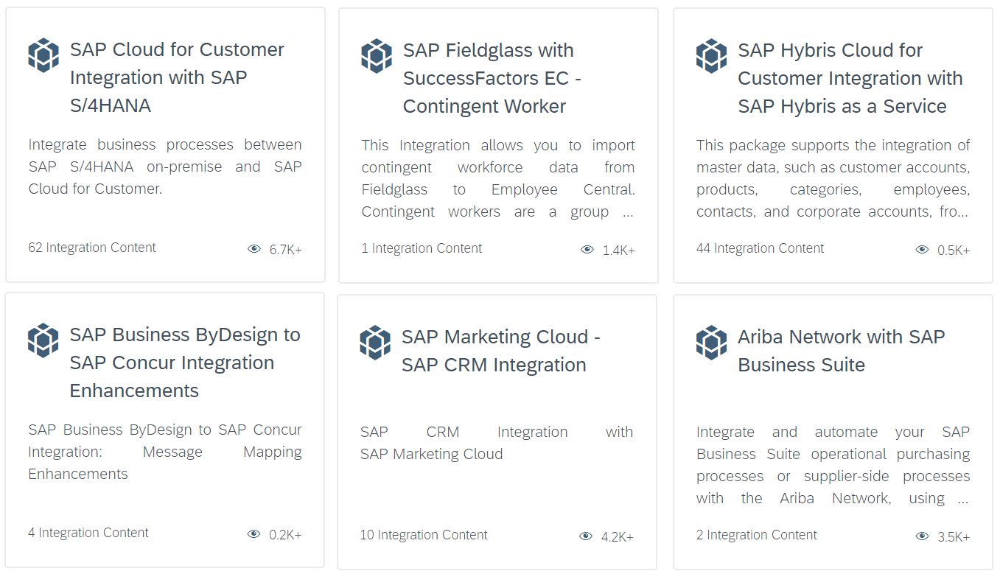 SAP Cloud for Customer
Integration with SAP
S/4HANA
Integrate business processes between
SAP S/4HANA on-premise and SAP
Cloud for Customer.
62 Integration Content
6.7K+
SAP Fieldglass with
SuccessFactors EC -
Contingent Worker
This Integration allows you to import
contingent workforce data from
Fieldglass to Employee Central.
Contingent workers are a group ...
1 Integration Content
1.4K+
SAP Hybris Cloud for
Customer Integration with
SAP Hybris as a Service
This package supports the integration of
master data, such as customer accounts,
products, categories, employees,
contacts, and corporate accounts, fro...
44 Integration Content
0.5K+
SAP Business ByDesign to
SAP Concur Integration
Enhancements
SAP Business ByDesign to SAP Concur
Integration: Message Mapping
Enhancements
4 Integration Content
0.2K+
SAP Marketing Cloud -
SAP CRM Integration
SAP CRM Integration with
SAP Marketing Cloud
10 Integration Content
4.2K+
Ariba Network with SAP
Business Suite
Integrate and automate your SAP
Business Suite operational purchasing
processes or supplier-side processes
with the Ariba Network, using ...
2 Integration Content
3.5K+